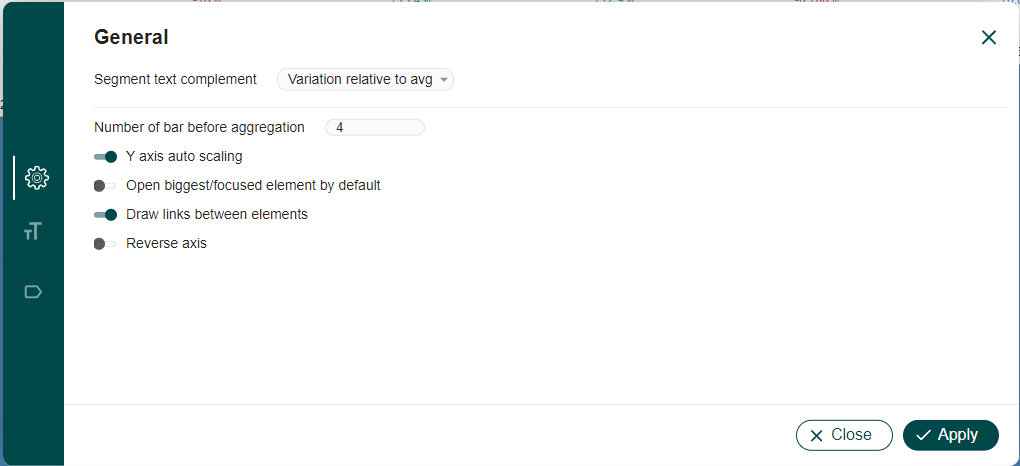 General
Segment text complement Variation relative to avg
Number of bar before aggregation 4
Y axis auto scaling
Open biggest/focused element by default
Draw links between elements
Reverse axis
Close Apply